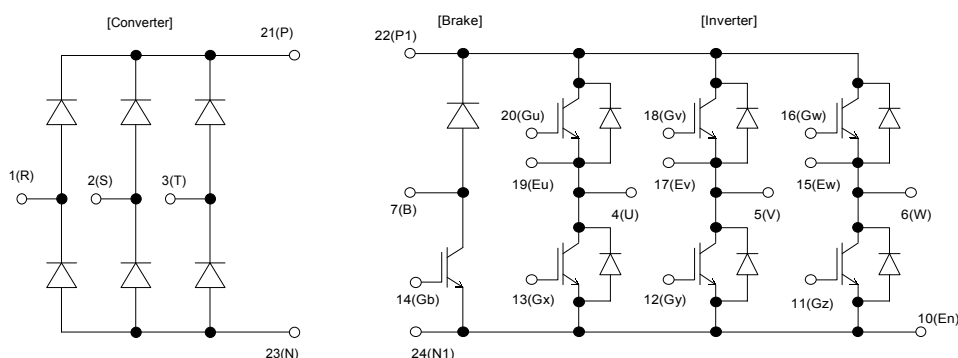 [Converter]
[Brake]
[Inverter]
21(P)
22(P1)
20(Gu)
18(Gv)
16(Gw)
1(R)
2(S)
3(T)
19(Eu)
17(Ev)
15(Ew)
7(B)
4(U)
5(V)
6(W)
14(Gb)
13(Gx)
12(Gy)
11(Gz)
10(En)
23(N)
24(N1)